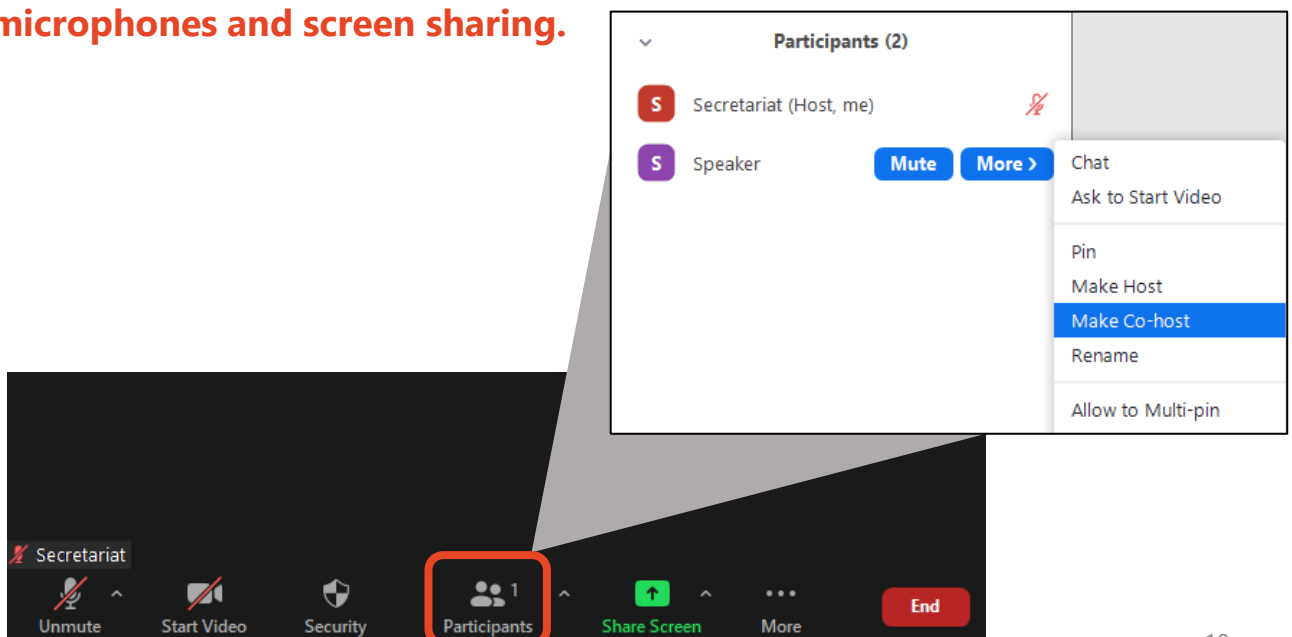 microphones and screen sharing.
Participants (2)
S Secretariat (Host, me)
S Speaker Mute More >
Chat
Ask to Start Video
Pin
Make Host
Make Co-host
Rename
Allow to Multi-pin
Secretariat
1
Unmute Start Video Security Participants Share Screen More End